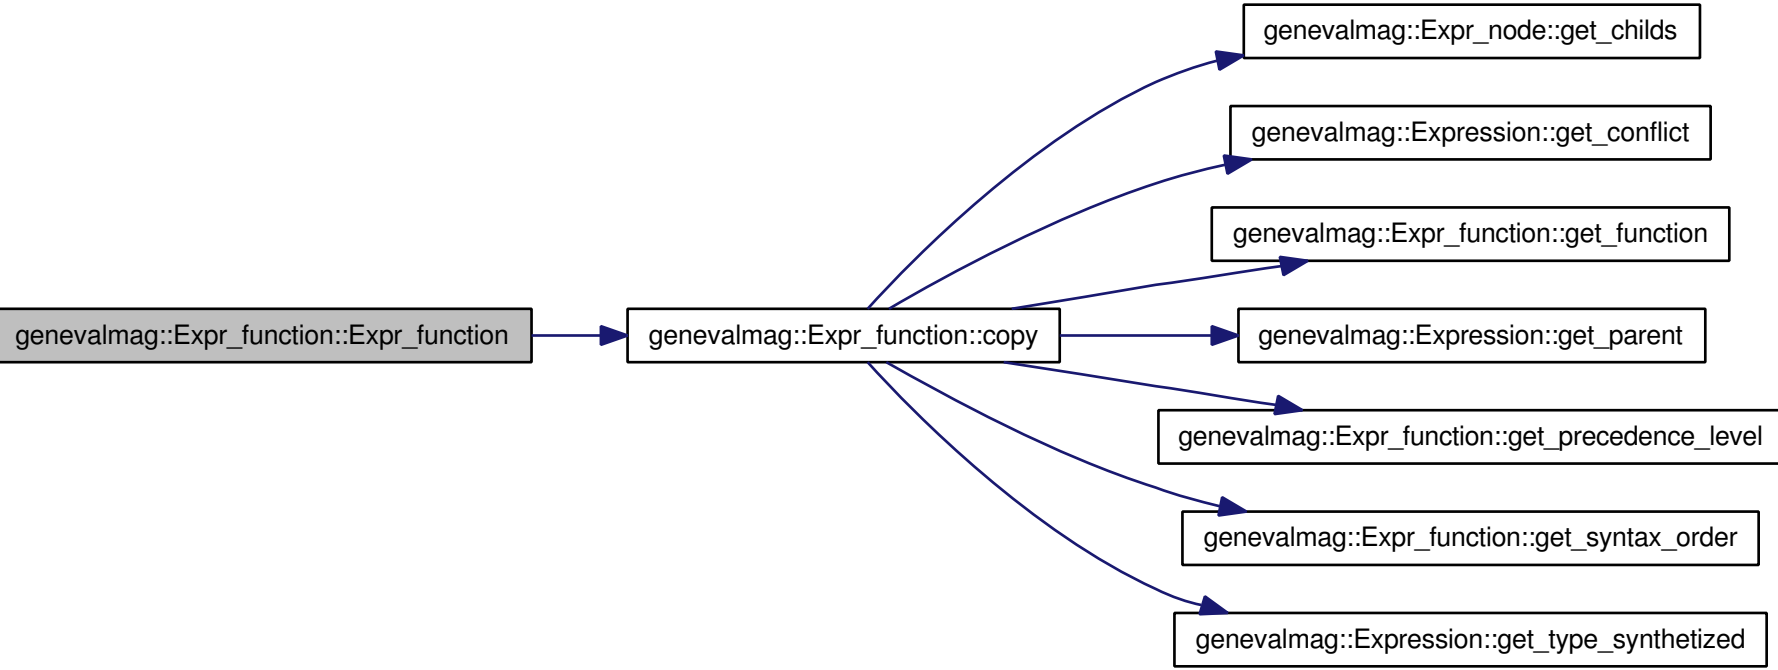 genevalmag::Expr_node::get_childs
genevalmag::Expression::get_conflict
genevalmag::Expr_function::get_function
genevalmag::Expr_function::Expr_function
genevalmag::Expr_function::copy
genevalmag::Expression::get_parent
genevalmag::Expr_function::get_precedence_level
genevalmag::Expr_function::get_syntax_order
genevalmag::Expression::get_type_synthetized